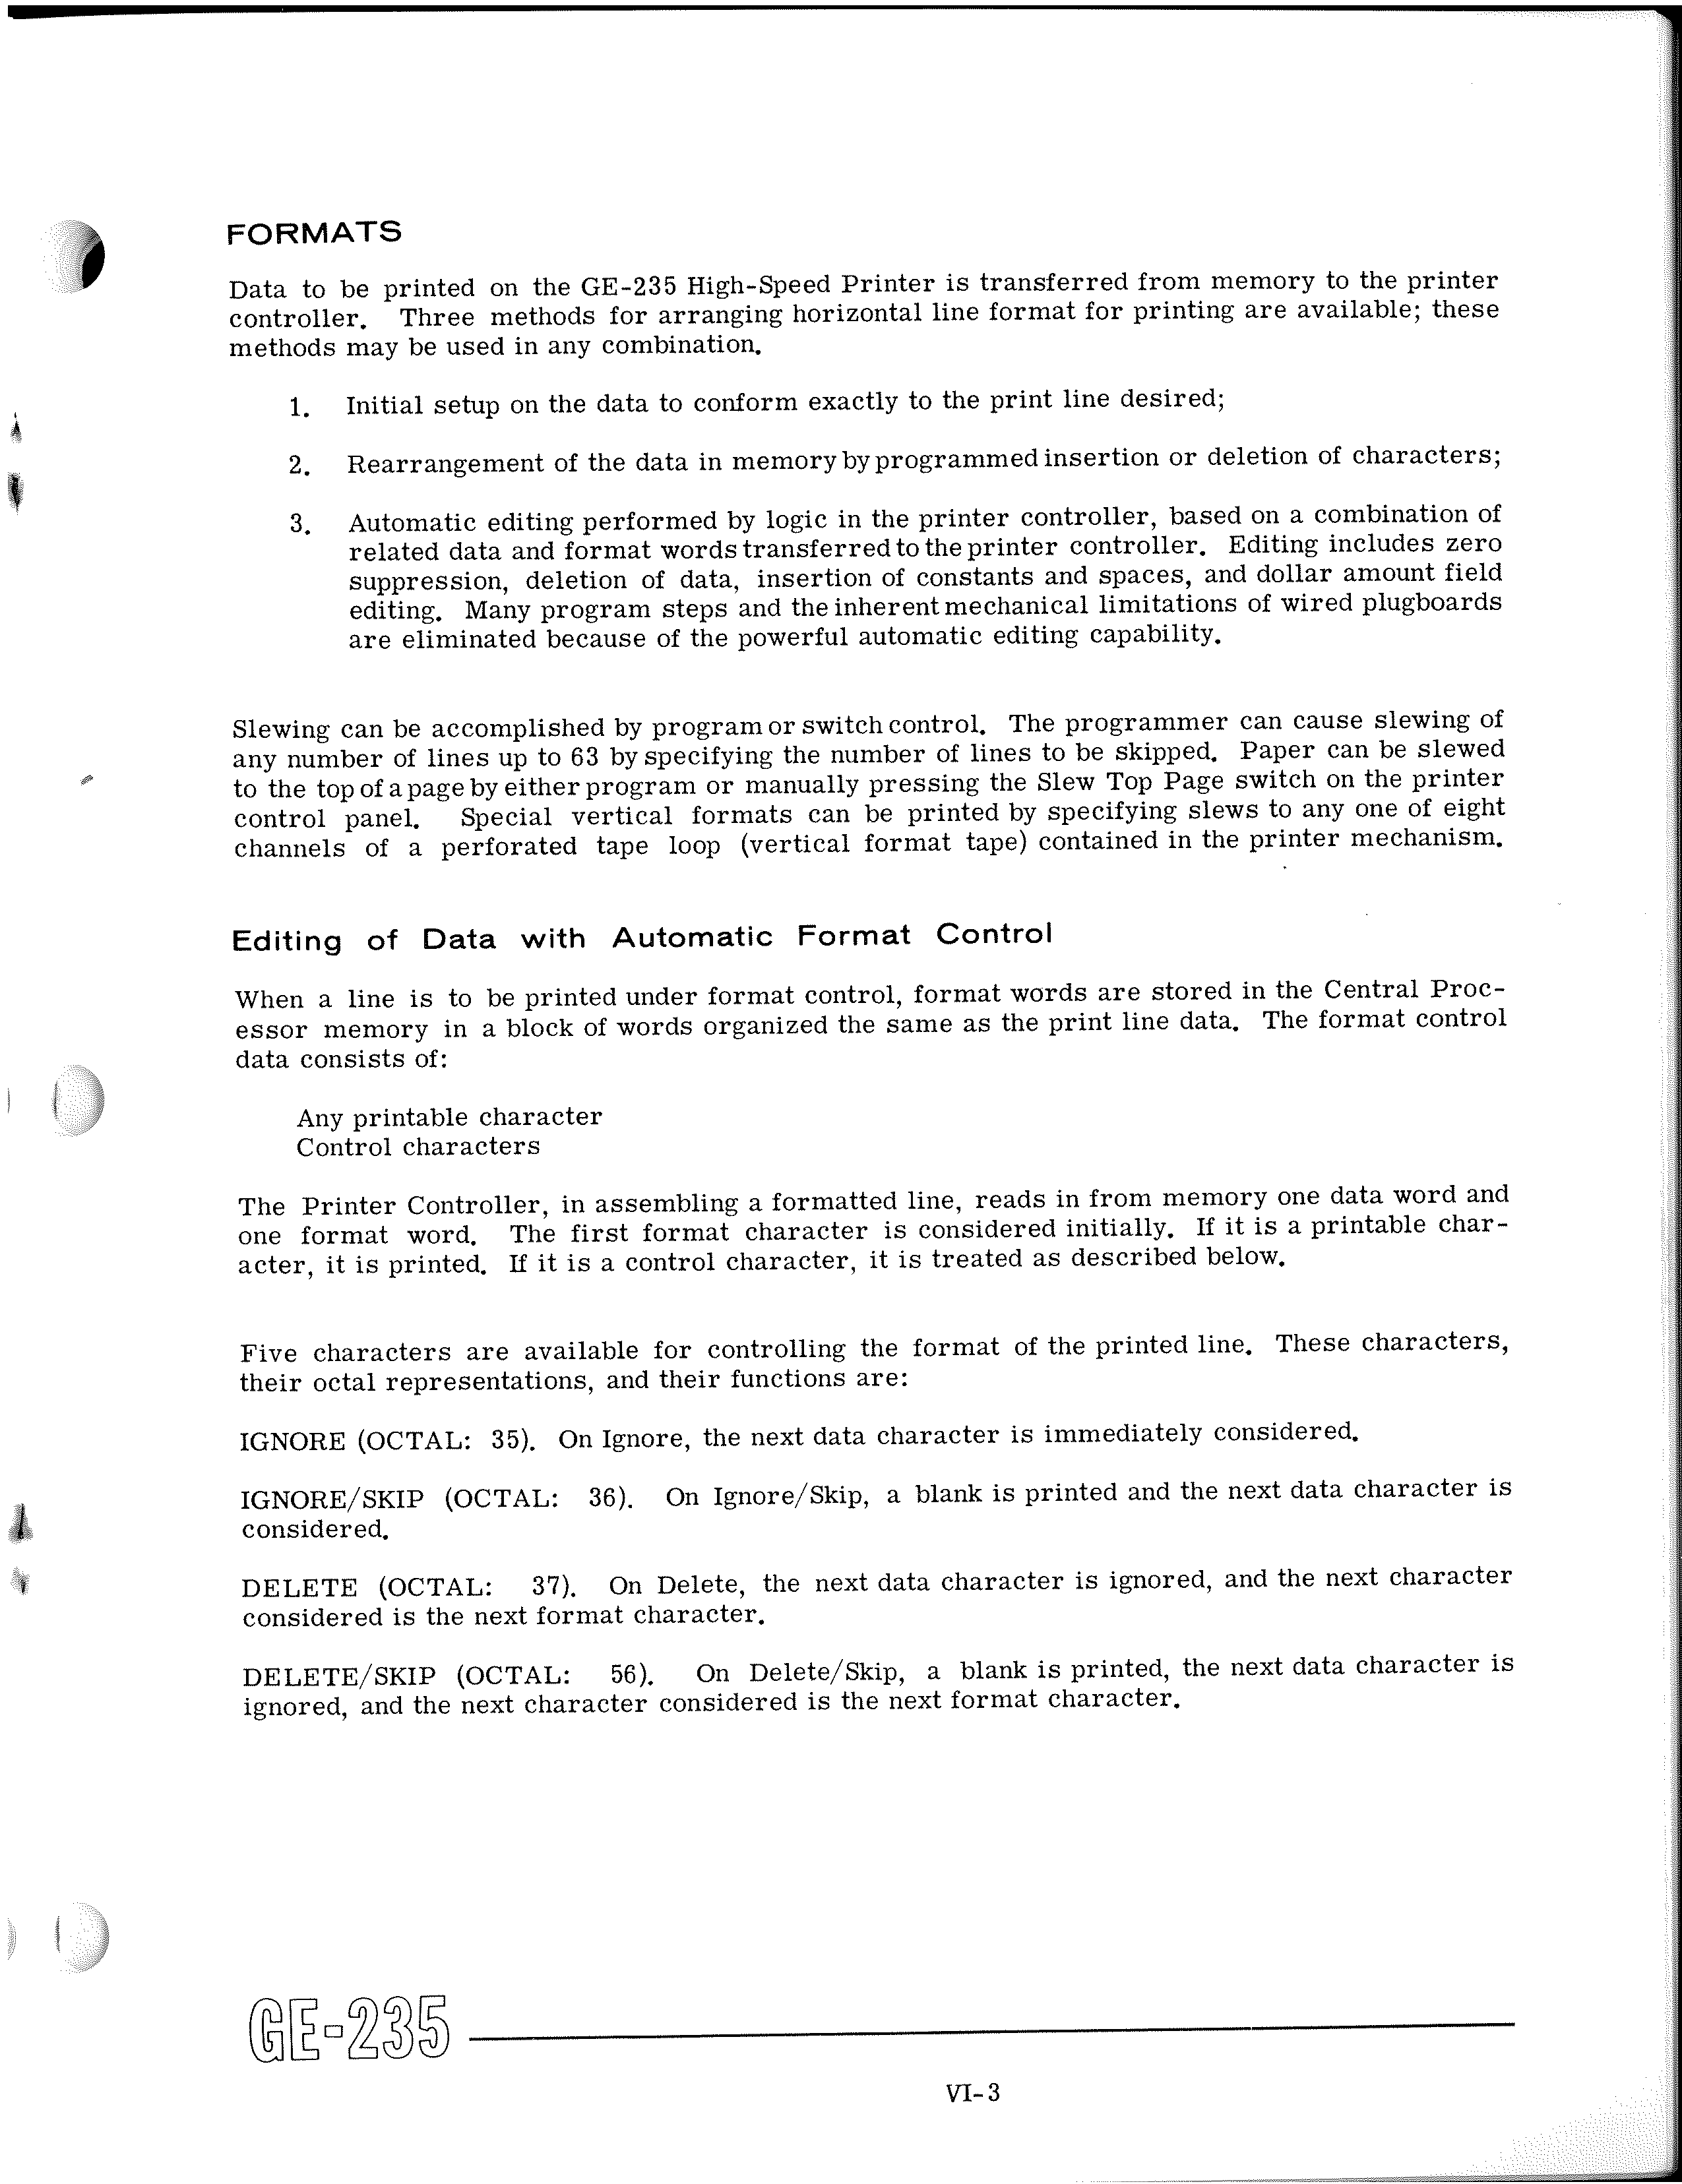 FORMATS
Data to be printed on the GE-235 High-Speed Printer is transferred from memory to the printer
controller. Three methods for arranging horizontal line format for printing are available; these
methods may be used in any combination.
1. Initial setup on the data to conform exactly to the print line desired;
2. Rearrangement of the data in memory by programmed insertion or deletion of characters;
3. Automatic editing performed by logic in the printer controller, based on a combination of
related data and format words transferred to the printer controller. Editing includes zero
suppression, deletion of data, insertion of constants and spaces, and dollar amount field
editing. Many program steps and the inherent mechanical limitations of wired plugboards
are eliminated because of the powerful automatic editing capability.
Slewing can be accomplished by program or switch control. The programmer can cause slewing of
any number of lines up to 63 by specifying the number of lines to be skipped. Paper can be slewed
to the top of a page by either program or manually pressing the Slew Top Page switch on the printer
control panel. Special vertical formats can be printed by specifying slews to any one of eight
channels of a perforated tape loop (vertical format tape) contained in the printer mechanism.
Editing of Data with Automatic Format Control
When a line is to be printed under format control, format words are stored in the Central Proc-
essor memory in a block of words organized the same as the print line data. The format control
data consists of:
Any printable character
Control characters
The Printer Controller, in assembling a formatted line, reads in from memory one data word and
one format word. The first format character is considered initially. If it is a printable char-
acter, it is printed. If it is a control character, it is treated as described below.
Five characters are available for controlling the format of the printed line. These characters,
their octal representations, and their functions are:
IGNORE (OCTAL: 35). On Ignore, the next data character is immediately considered.
IGNORE/SKIP (OCTAL: 36). On Ignore/Skip, a blank is printed and the next data character is
considered.
DELETE (OCTAL: 37). On Delete, the next data character is ignored, and the next character
considered is the next format character.
DELETE/SKIP (OCTAL: 56). On Delete/Skip, a blank is printed, the next data character is
ignored, and the next character considered is the next format character.
GE-235
VI-3